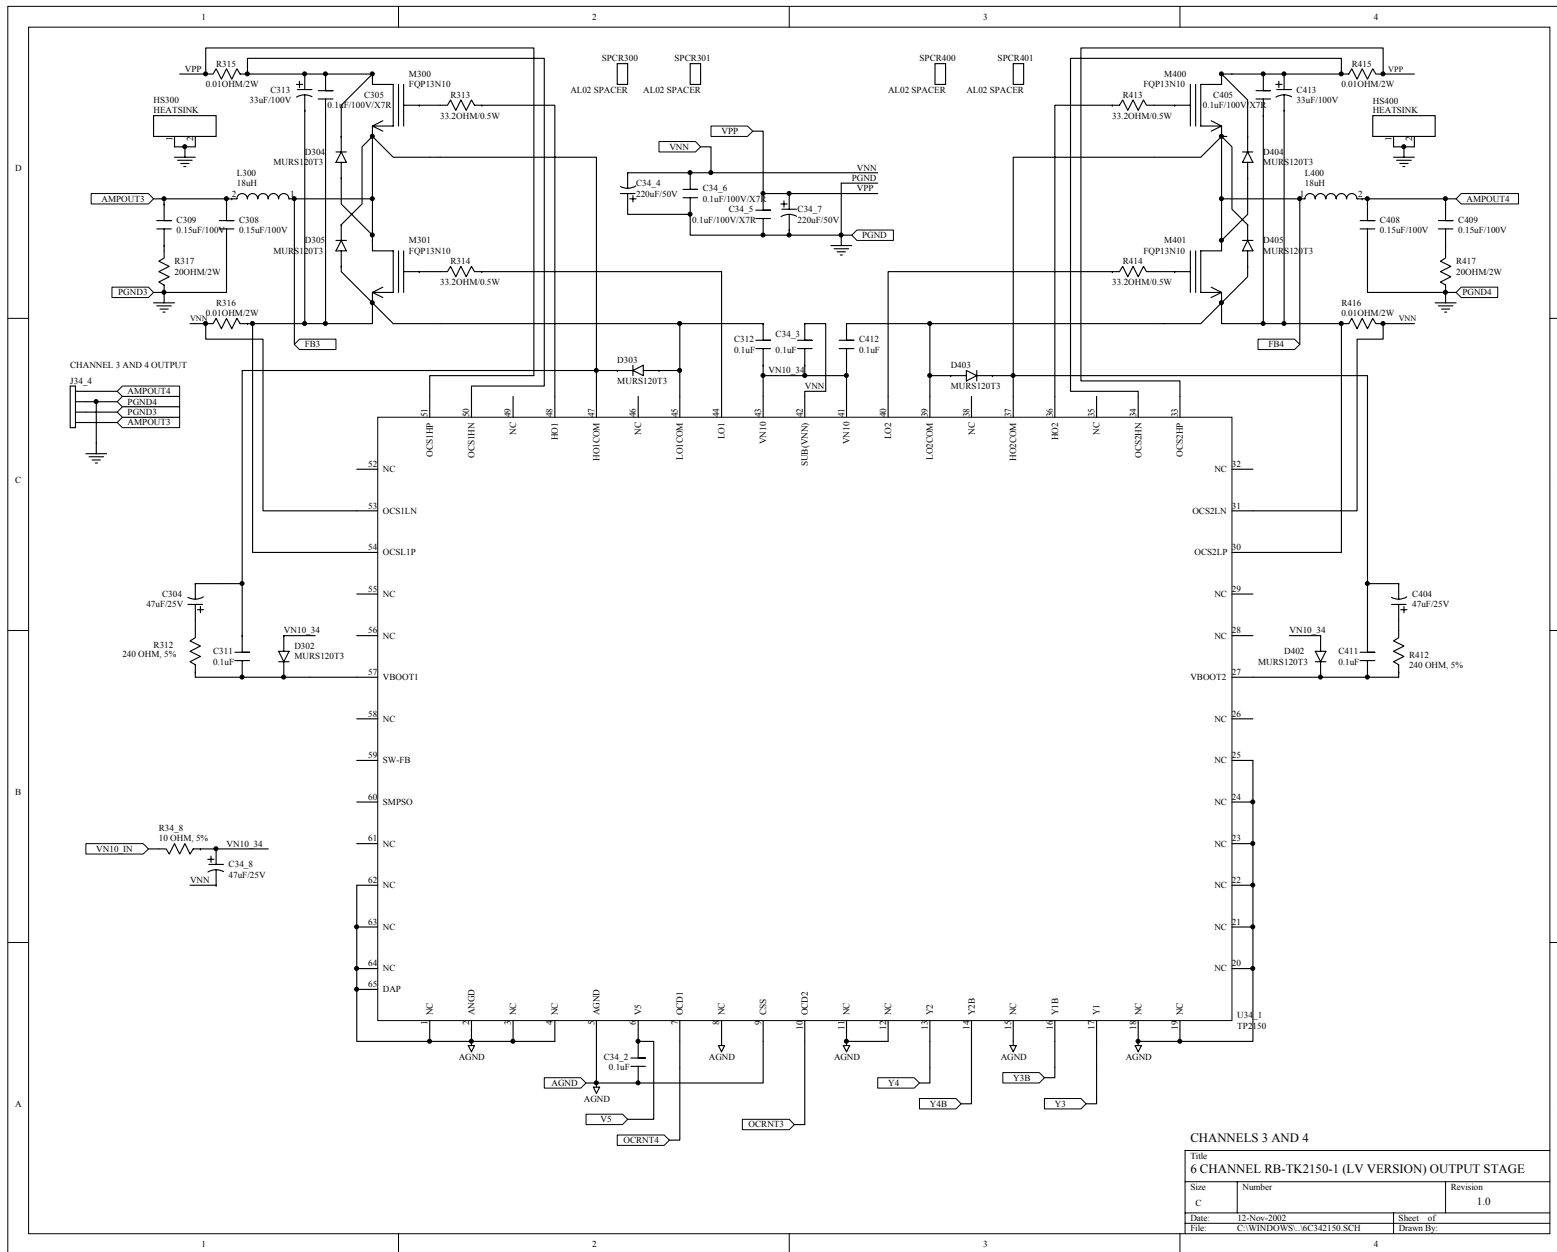 1 2 3 4
D
C
B
A
VPP
R315
0.01OHM/2W
C313
33uF/100V
C305
0.1uF/100V/X7R
M300
FQP13N10
R313
33.2OHM/0.5W
HS300
HEATSINK
1 2
D304
MURS120T3
L300
18uH
2 1
AMPOUT3
C309
0.15uF/100V
C308
0.15uF/100V
D305
MURS120T3
M301
FQP13N10
R314
33.2OHM/0.5W
R317
20OHM/2W
PGND3
R316
0.01OHM/2W
VNN
FB3
SPCR300
AL02 SPACER
SPCR301
AL02 SPACER
SPCR400
AL02 SPACER
SPCR401
AL02 SPACER
VPP
VNN
VNN
PGND
VPP
C34_4
220uF/50V
C34_6
0.1uF/100V/X7R
C34_5
0.1uF/100V/X7R
C34_7
220uF/50V
PGND
R415
0.01OHM/2W
VPP
M400
FQP13N10
R413
33.2OHM/0.5W
C405
0.1uF/100V/X7R
C413
33uF/100V
HS400
HEATSINK
1 2
D404
MURS120T3
L400
18uH
1 2
AMPOUT4
C408
0.15uF/100V
C409
0.15uF/100V
D405
MURS120T3
M401
FQP13N10
R414
33.2OHM/0.5W
R417
20OHM/2W
PGND4
R416
0.01OHM/2W
VNN
FB4
CHANNEL 3 AND 4 OUTPUT
J34_4
AMPOUT4
PGND4
PGND3
AMPOUT3
D303
MURS120T3
C312
0.1uF
C34_3
0.1uF
C412
0.1uF
VN10_34
VNN
D403
MURS120T3
51 OCS1HP
50 OCS1HN
49 NC
48 HO1
47 HO1COM
46 NC
45 LO1COM
44 LO1
43 VN10
42 SUB(VNN)
41 VN10
40 LO2
39 LO2COM
38 NC
37 HO2COM
36 HO2
35 NC
34 OCS2HN
33 OCS2HP
52 NC
53 OCS1LN
54 OCSL1P
55 NC
56 NC
57 VBOOT1
58 NC
59 SW-FB
60 SMPSO
61 NC
62 NC
63 NC
64 NC
65 DAP
NC 32
OCS2LN 31
OCS2LP 30
NC 29
NC 28
VBOOT2 27
NC 26
NC 25
NC 24
NC 23
NC 22
NC 21
NC 20
C304
47uF/25V
R312
240 OHM, 5%
C311
0.1uF
VN10_34
D302
MURS120T3
VN10_34
D402
MURS120T3
C411
0.1uF
C404
47uF/25V
R412
240 OHM, 5%
VN10_IN
R34_8
10 OHM, 5%
VN10_34
C34_8
47uF/25V
VNN
1 NC
2 ANGD
3 NC
4 NC
5 AGND
6 V5
7 OCD1
8 NC
9 CSS
10 OCD2
11 NC
12 NC
13 Y2
14 Y2B
15 NC
16 Y1B
17 Y1
18 NC
19 NC
U34_1
TP2150
AGND
AGND
AGND
AGND
AGND
AGND
AGND
C34_2
0.1uF
V5
OCRNT4
OCRNT3
Y4
Y4B
Y3B
Y3
CHANNELS 3 AND 4
Title
6 CHANNEL RB-TK2150-1 (LV VERSION) OUTPUT STAGE
Size Number Revision
C 1.0
Date: 12-Nov-2002 Sheet of
File: C:\WINDOWS\..\6C342150.SCH Drawn By:
1 2 3 4